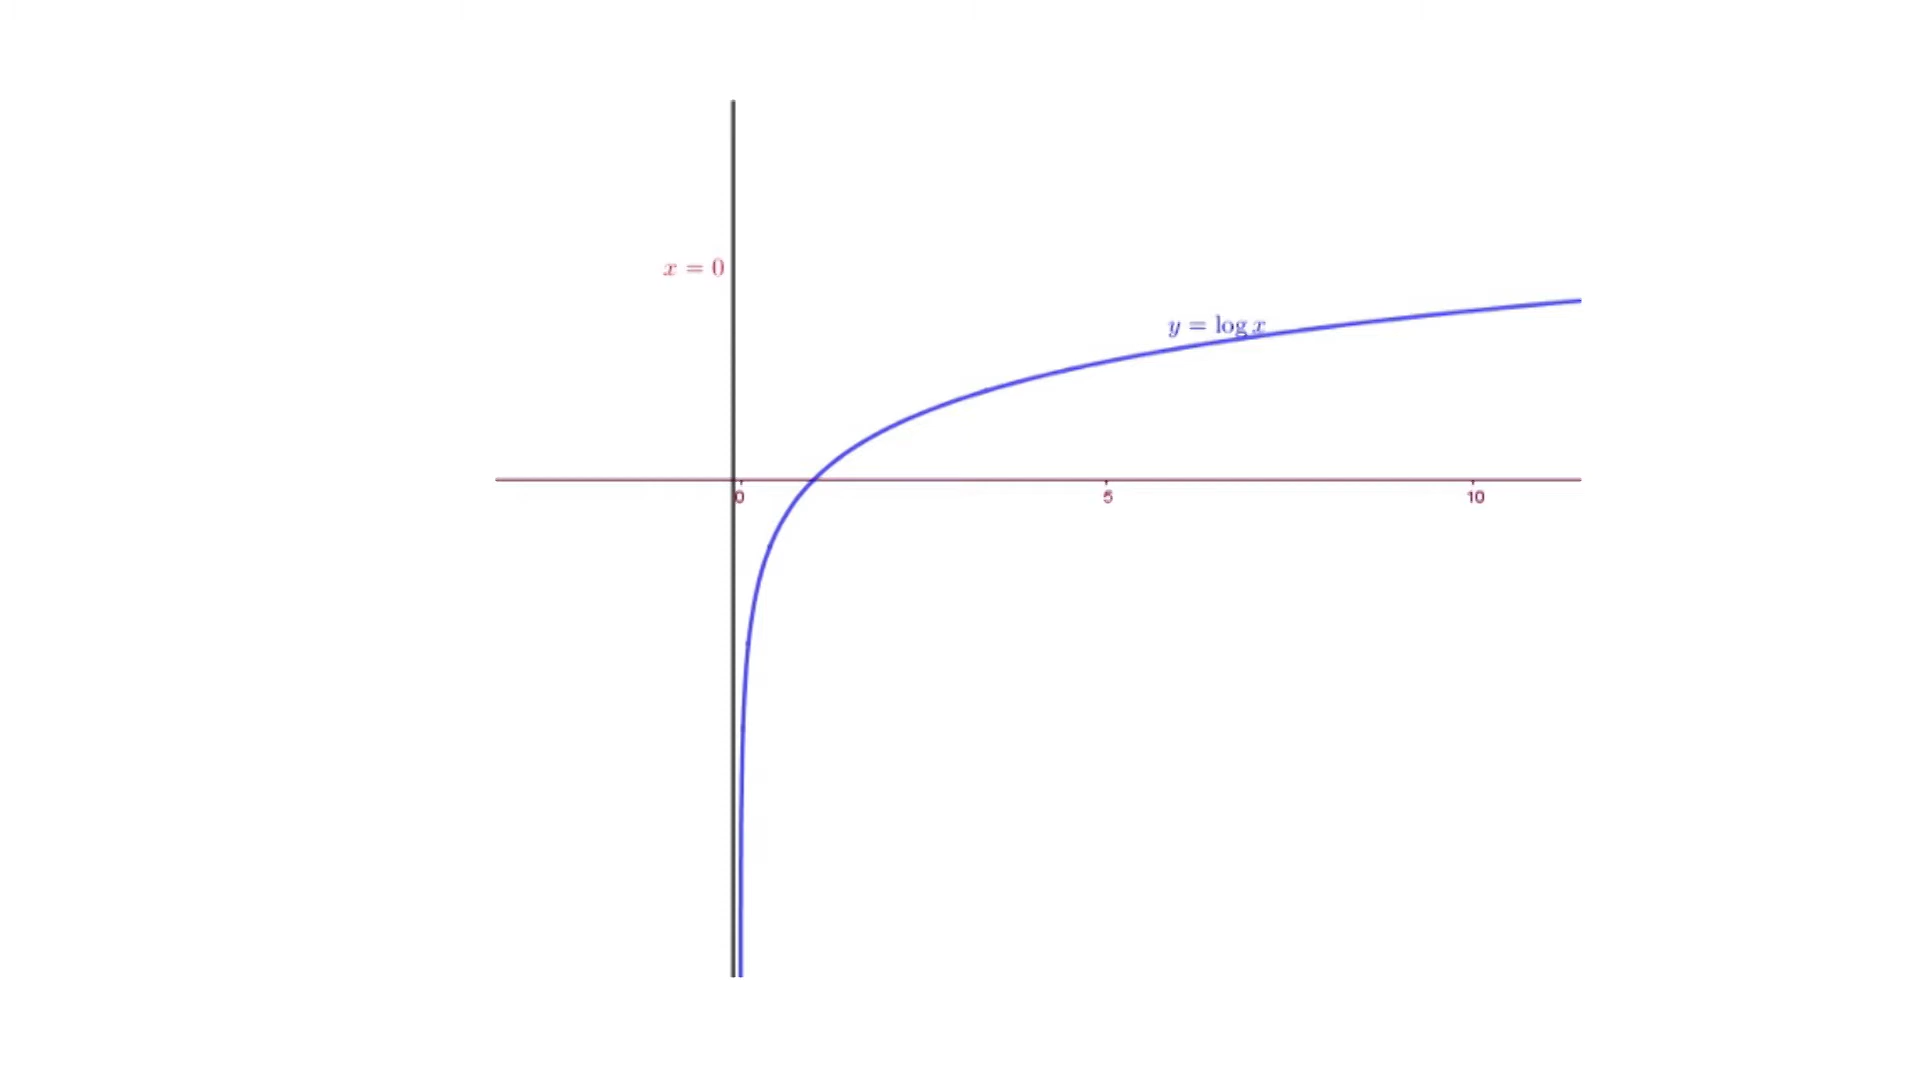 x = 0
y = log x
0
5
10